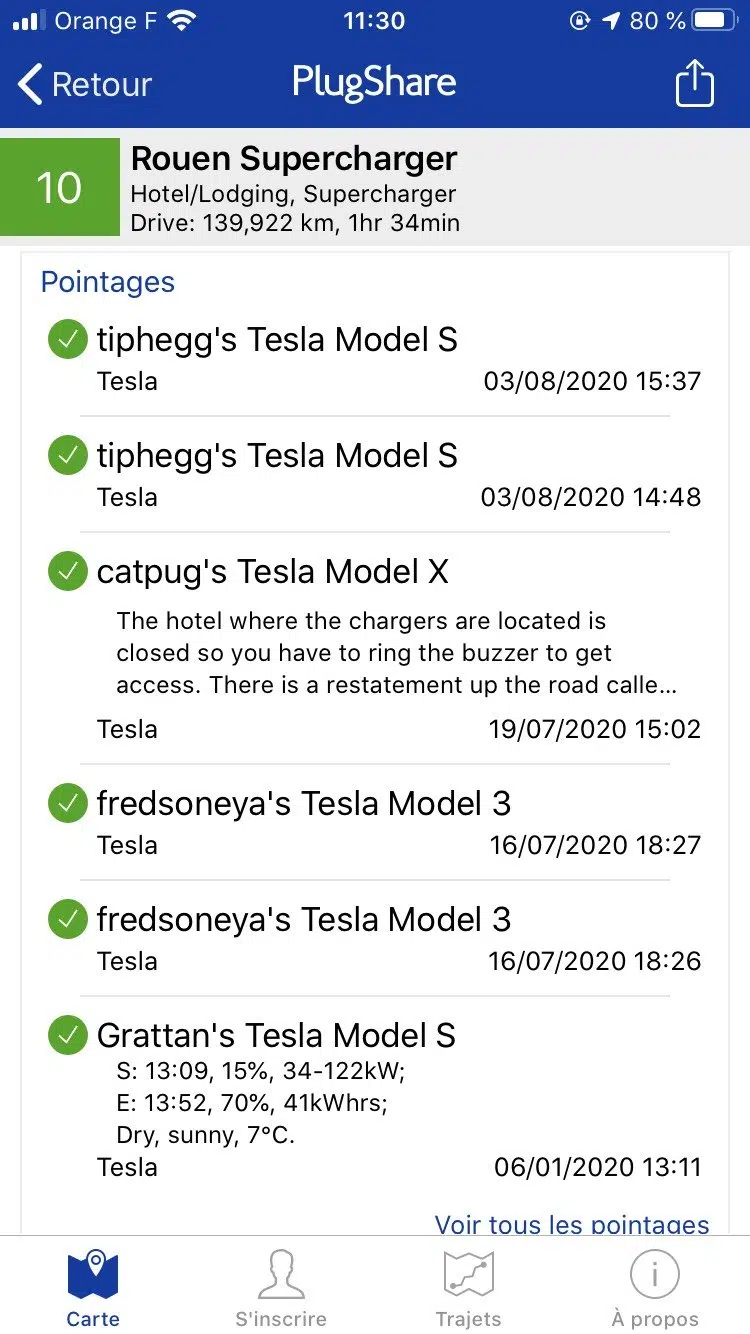 Orange F 11:30 80 %
Retour PlugShare
10
Rouen Supercharger
Hotel/Lodging, Supercharger
Drive: 139,922 km, 1hr 34min
Pointages
tiphegg's Tesla Model S
Tesla 03/08/2020 15:37
tiphegg's Tesla Model S
Tesla 03/08/2020 14:48
catpug's Tesla Model X
The hotel where the chargers are located is
closed so you have to ring the buzzer to get
access. There is a restatement up the road calle...
Tesla 19/07/2020 15:02
fredsoneya's Tesla Model 3
Tesla 16/07/2020 18:27
fredsoneya's Tesla Model 3
Tesla 16/07/2020 18:26
Grattan's Tesla Model S
S: 13:09, 15%, 34-122kW;
E: 13:52, 70%, 41kWhrs;
Dry, sunny, 7°C.
Tesla 06/01/2020 13:11
Voir tous les pointages
Carte S'inscrire Trajets À propos